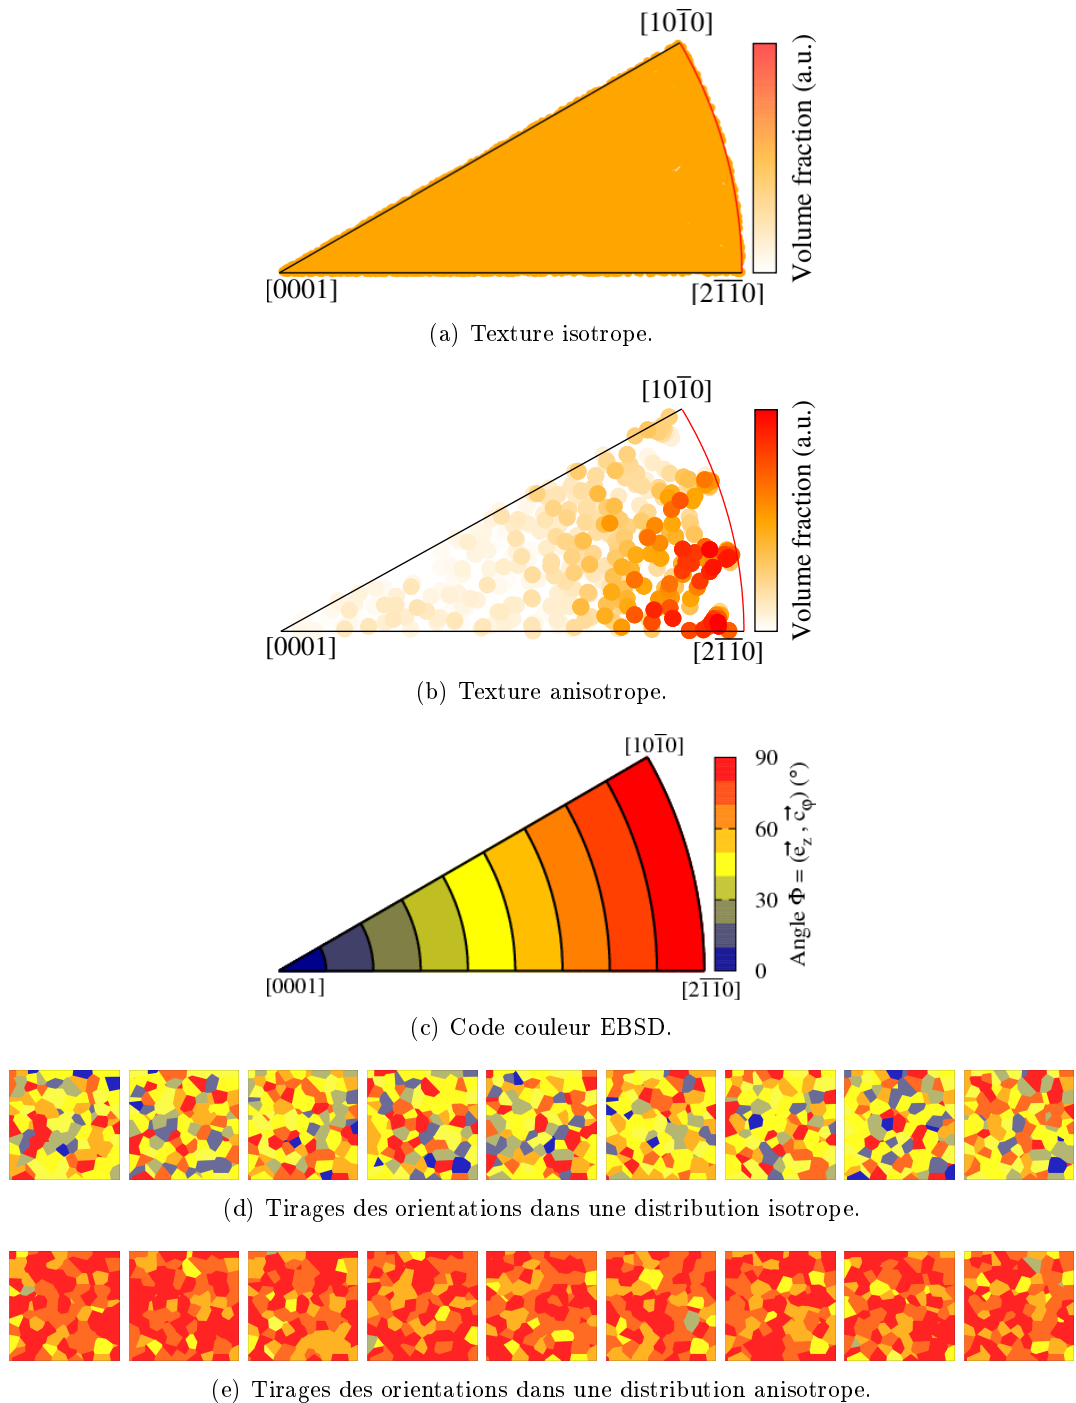 [101̅0]
Volume fraction (a.u.)
[0001]
[21̅1̅0]
(a) Texture isotrope.
[101̅0]
Volume fraction (a.u.)
[0001]
[21̅1̅0]
(b) Texture anisotrope.
[101̅0]
90
60
30
0
Angle Φ = (e⃗_z , c⃗_φ) (°)
[0001]
[21̅1̅0]
(c) Code couleur EBSD.
(d) Tirages des orientations dans une distribution isotrope.
(e) Tirages des orientations dans une distribution anisotrope.